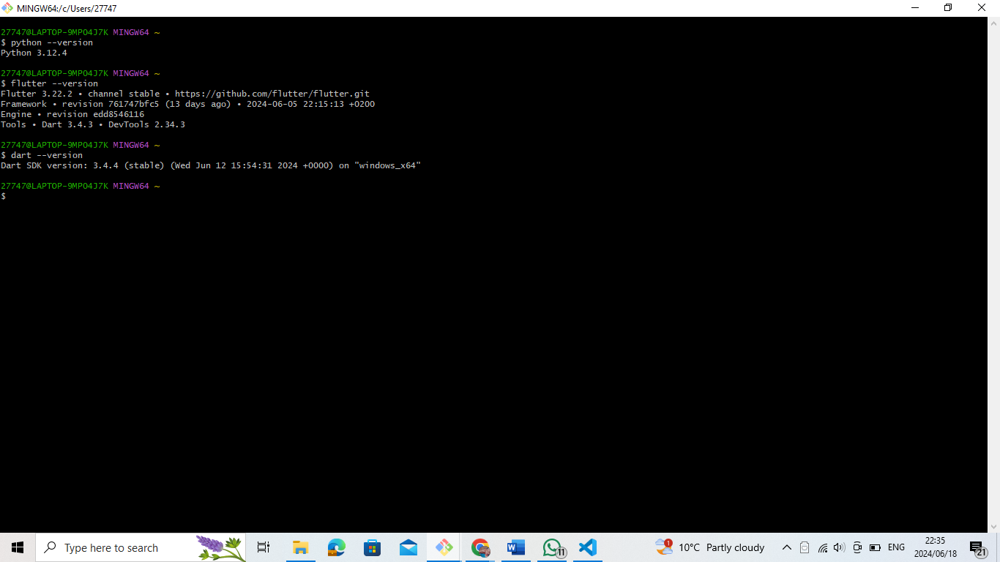 MINGW64:/c/Users/27747
27747@LAPTOP-9MPO4J7K MINGW64 ~
$ python --version
Python 3.12.4
27747@LAPTOP-9MPO4J7K MINGW64 ~
$ flutter --version
Flutter 3.22.2 • channel stable • https://github.com/flutter/flutter.git
Framework • revision 761747bfc5 (13 days ago) • 2024-06-05 22:15:13 +0200
Engine • revision edd8546116
Tools • Dart 3.4.3 • DevTools 2.34.3
27747@LAPTOP-9MPO4J7K MINGW64 ~
$ dart --version
Dart SDK version: 3.4.4 (stable) (Wed Jun 12 15:54:31 2024 +0000) on "windows_x64"
27747@LAPTOP-9MPO4J7K MINGW64 ~
$
Type here to search
W
11
1
10°C Partly cloudy
ENG
22:35
2024/06/18
21